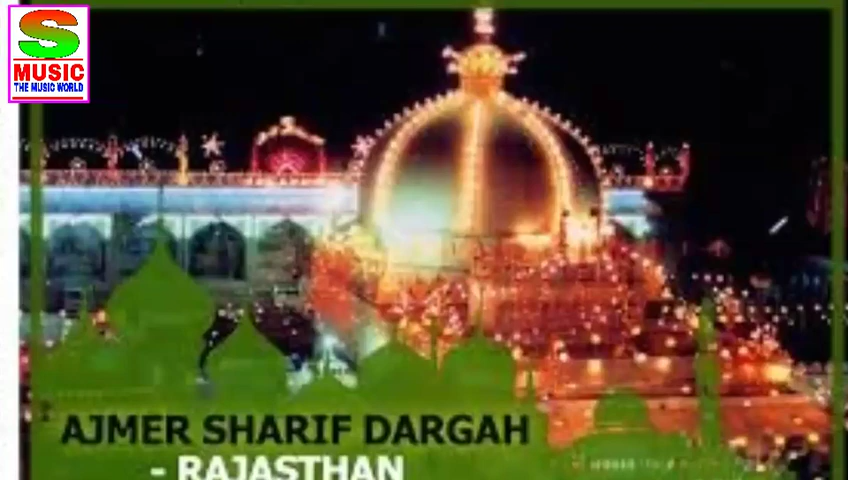 S
MUSIC
THE MUSIC WORLD
AJMER SHARIF DARGAH
- RAJASTHAN